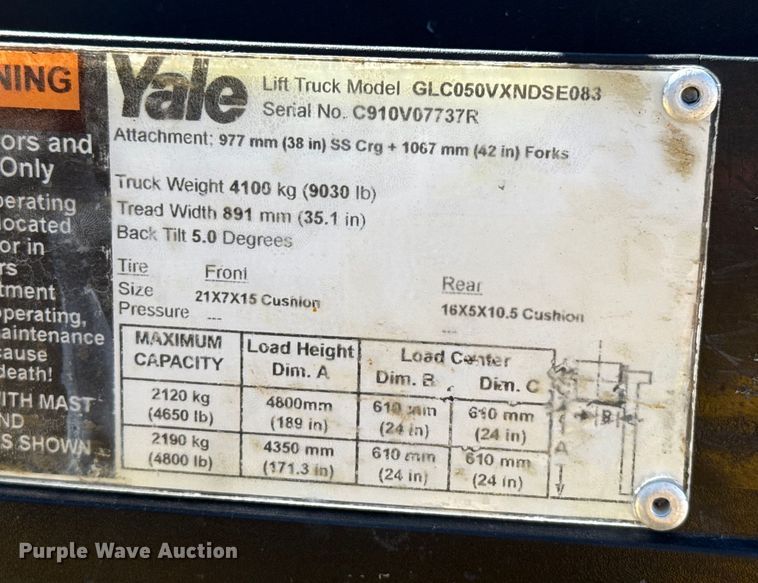 NING
ors and
Only
perating
located
or in
rs
tment
operating,
maintenance
cause
death!
WITH MAST
ND
S SHOWN
Yale
Lift Truck Model GLC050VXNDSE083
Serial No. C910V07737R
Attachment: 977 mm (38 in) SS Crg + 1067 mm (42 in) Forks
Truck Weight 4100 kg (9030 lb)
Tread Width 891 mm (35.1 in)
Back Tilt 5.0 Degrees
Tire Front Rear
Size 21X7X15 Cushion 16X5X10.5 Cushion
Pressure --- ---
MAXIMUM CAPACITY Load Height Dim. A Load Center
Dim. B Dim. C
2120 kg 4800mm 610 mm 610 mm
(4650 lb) (189 in) (24 in) (24 in)
2190 kg 4350 mm 610 mm 610 mm
(4800 lb) (171.3 in) (24 in) (24 in)
B
A
Purple Wave Auction